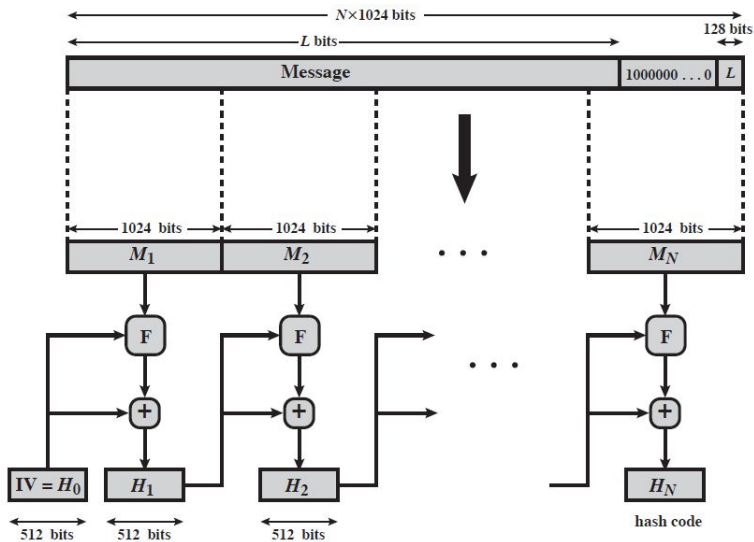 N×1024 bits
128 bits
L bits
Message 1000000 . . . 0 L
1024 bits 1024 bits 1024 bits
M1 M2 . . . MN
F F F
. . .
+ + +
IV = H0 H1 H2 HN
512 bits 512 bits 512 bits hash code